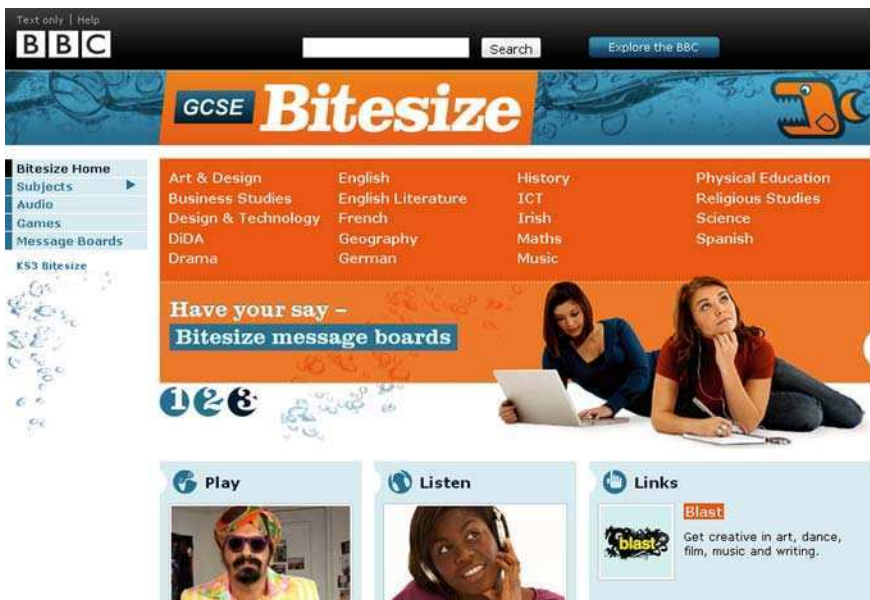 Text only | Help
BBC
Search
Explore the BBC
GCSE Bitesize
Bitesize Home
Subjects
Audio
Games
Message Boards
KS3 Bitesize
Art & Design
Business Studies
Design & Technology
DiDA
Drama
English
English Literature
French
Geography
German
History
ICT
Irish
Maths
Music
Physical Education
Religious Studies
Science
Spanish
Have your say –
Bitesize message boards
1 2 3
Play
Listen
Links
blast
Blast
Get creative in art, dance,
film, music and writing.